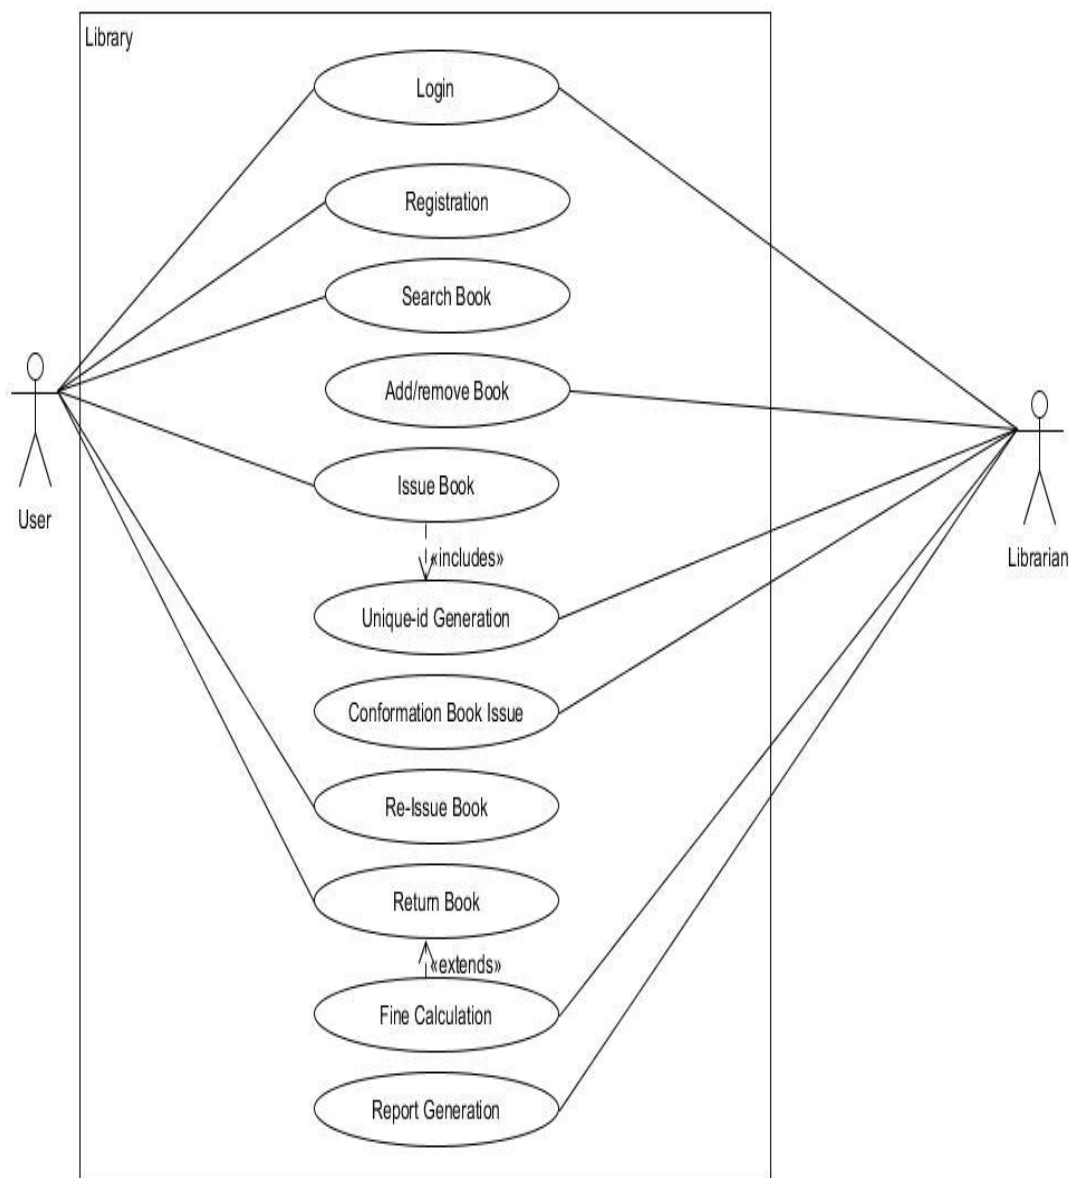 Library
Login
Registration
Search Book
Add/remove Book
Issue Book
User
«includes»
Librarian
Unique-id Generation
Conformation Book Issue
Re-Issue Book
Return Book
«extends»
Fine Calculation
Report Generation